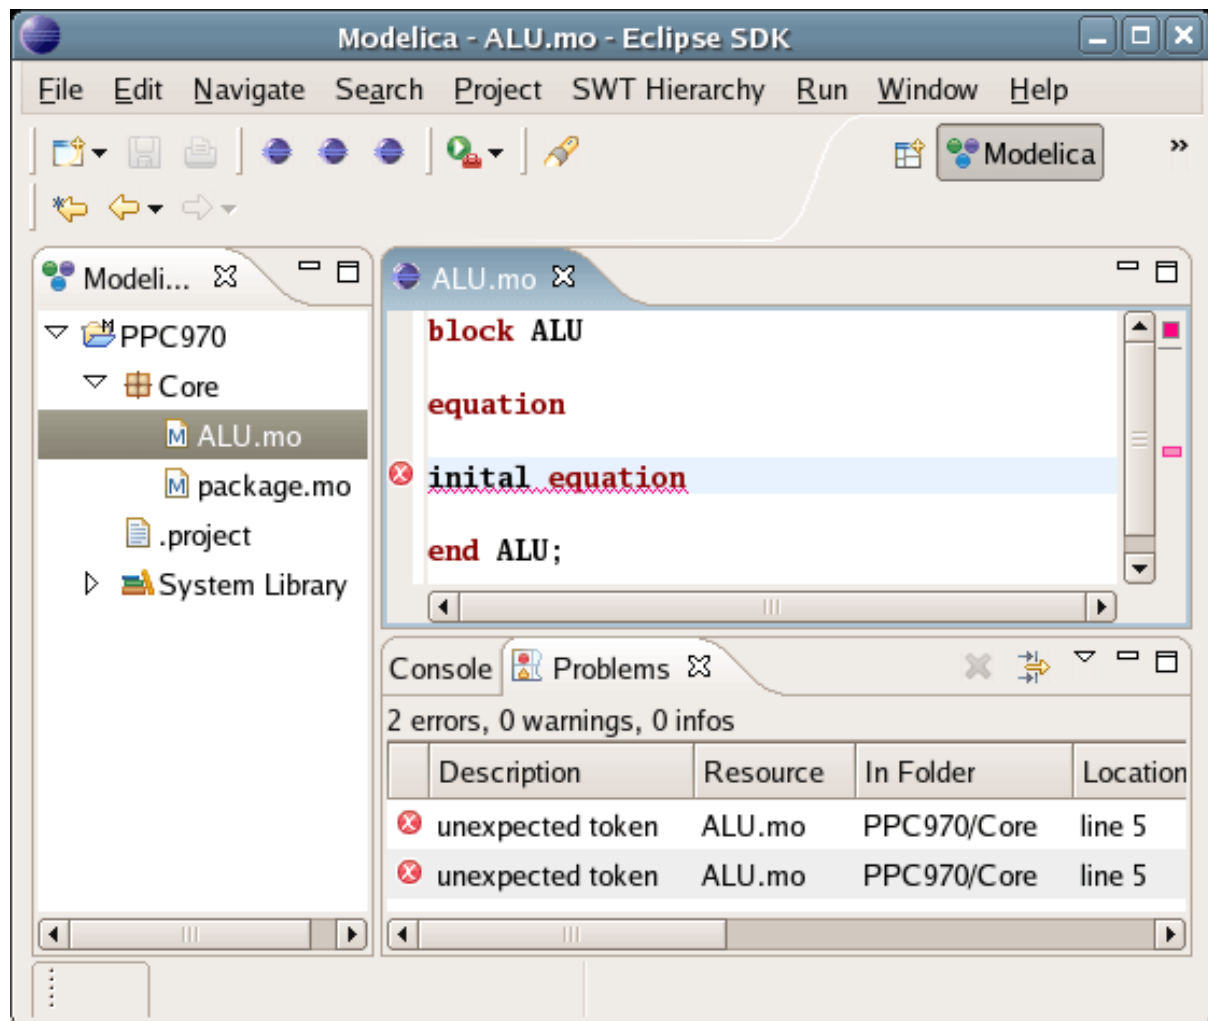 Modelica - ALU.mo - Eclipse SDK
File Edit Navigate Search Project SWT Hierarchy Run Window Help
Modelica
Modeli...
ALU.mo
PPC970
Core
ALU.mo
package.mo
.project
System Library
block ALU
equation
inital equation
end ALU;
Console Problems
2 errors, 0 warnings, 0 infos
Description Resource In Folder Location
unexpected token ALU.mo PPC970/Core line 5
unexpected token ALU.mo PPC970/Core line 5